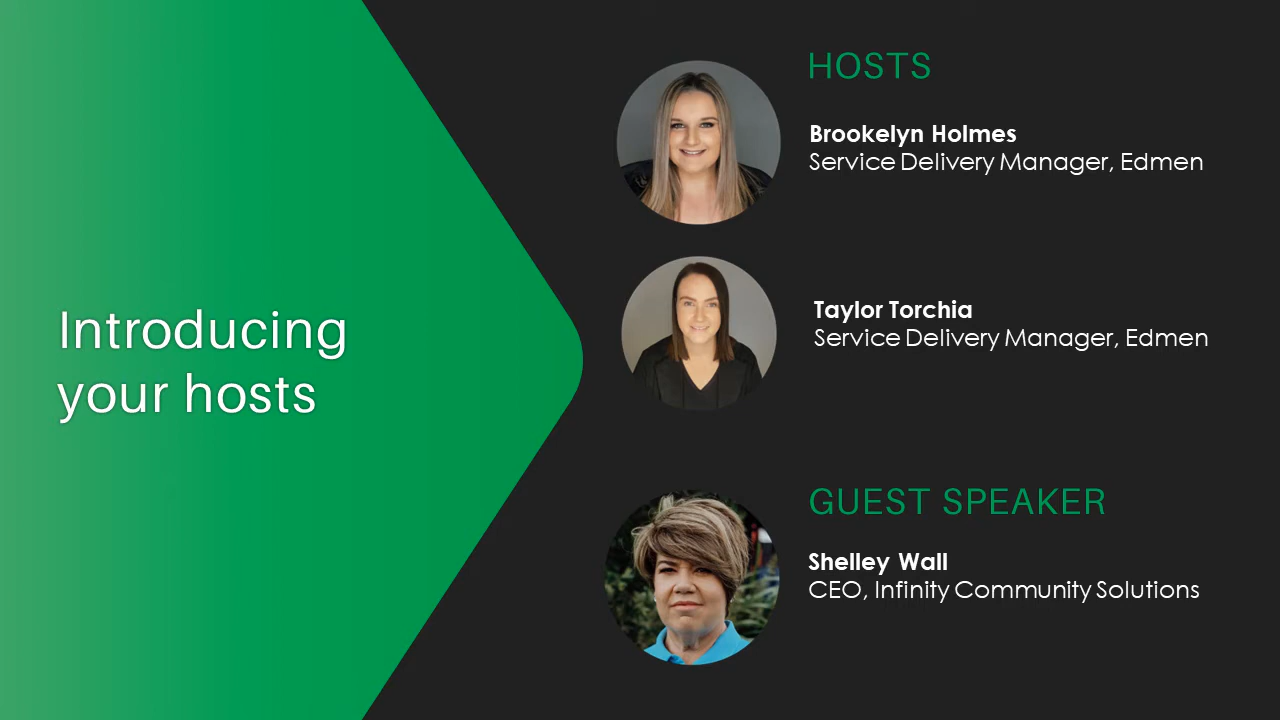 Introducing
your hosts
HOSTS
Brookelyn Holmes
Service Delivery Manager, Edmen
Taylor Torchia
Service Delivery Manager, Edmen
GUEST SPEAKER
Shelley Wall
CEO, Infinity Community Solutions